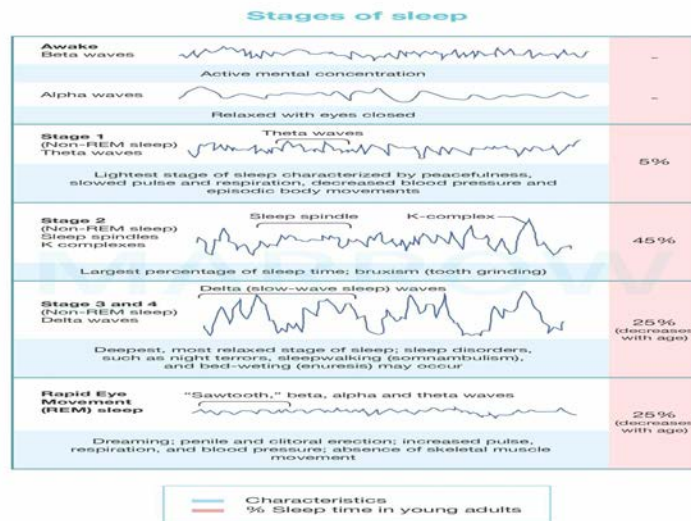 Stages of sleep
Awake
Beta waves
Active mental concentration
–
Alpha waves
Relaxed with eyes closed
–
Stage 1
(Non-REM sleep)
Theta waves
Theta waves
5%
Lightest stage of sleep characterized by peacefulness,
slowed pulse and respiration, decreased blood pressure and
episodic body movements
Stage 2
(Non-REM sleep)
Sleep spindles
K complexes
Sleep spindle
K-complex
45%
Largest percentage of sleep time; bruxism (tooth grinding)
Stage 3 and 4
(Non-REM sleep)
Delta waves
Delta (slow-wave sleep) waves
25%
(decreases
with age)
Deepest, most relaxed stage of sleep; sleep disorders,
such as night terrors, sleepwalking (somnambulism),
and bed-weting (enuresis) may occur
Rapid Eye
Movement
(REM) sleep
"Sawtooth," beta, alpha and theta waves
25%
(decreases
with age)
Dreaming; penile and clitoral erection; increased pulse,
respiration, and blood pressure; absence of skeletal muscle
movement
Characteristics
% Sleep time in young adults